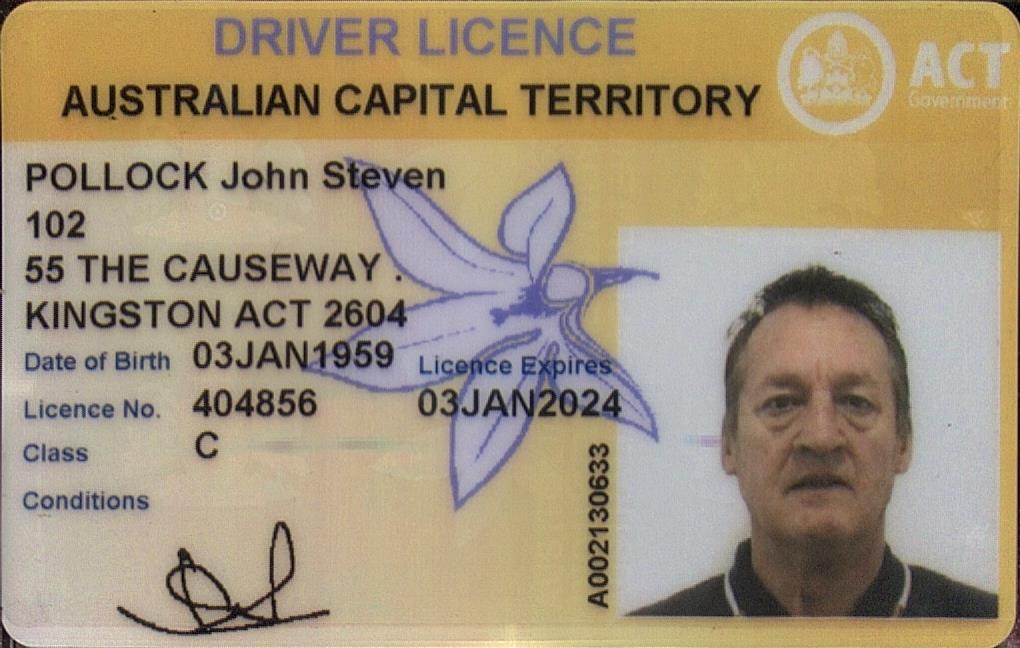 DRIVER LICENCE
AUSTRALIAN CAPITAL TERRITORY
ACT
Government
POLLOCK John Steven
102
55 THE CAUSEWAY .
KINGSTON ACT 2604
Date of Birth 03JAN1959
Licence Expires
Licence No. 404856
03JAN2024
Class C
Conditions
A002130633